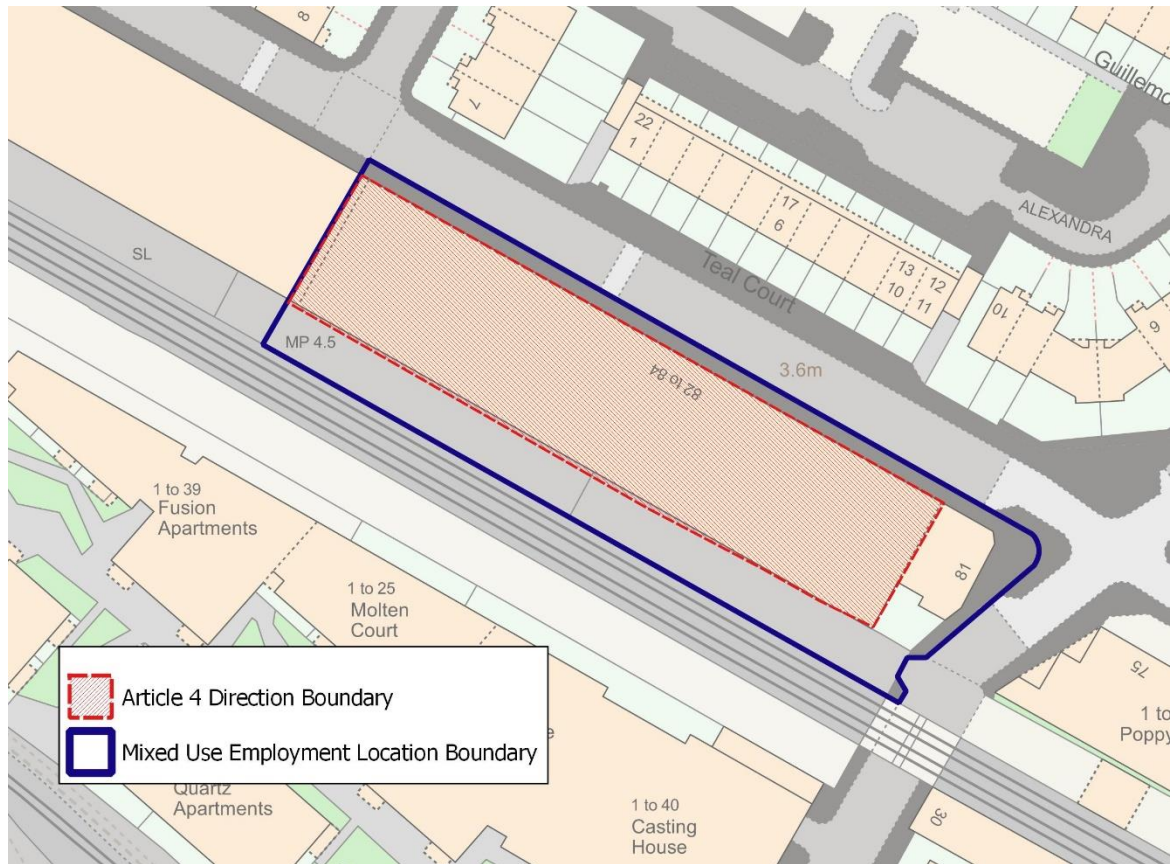 8
Guillemo
7
22
1
17
6
13
12
10
11
ALEXANDRA
10
9
Teal Court
SL
MP 4.5
82 to 84
3.6m
81
1 to 39
Fusion
Apartments
1 to 25
Molten
Court
75
1 to
Poppy
Article 4 Direction Boundary
Mixed Use Employment Location Boundary
e
Quartz
Apartments
1 to 40
Casting
House
30